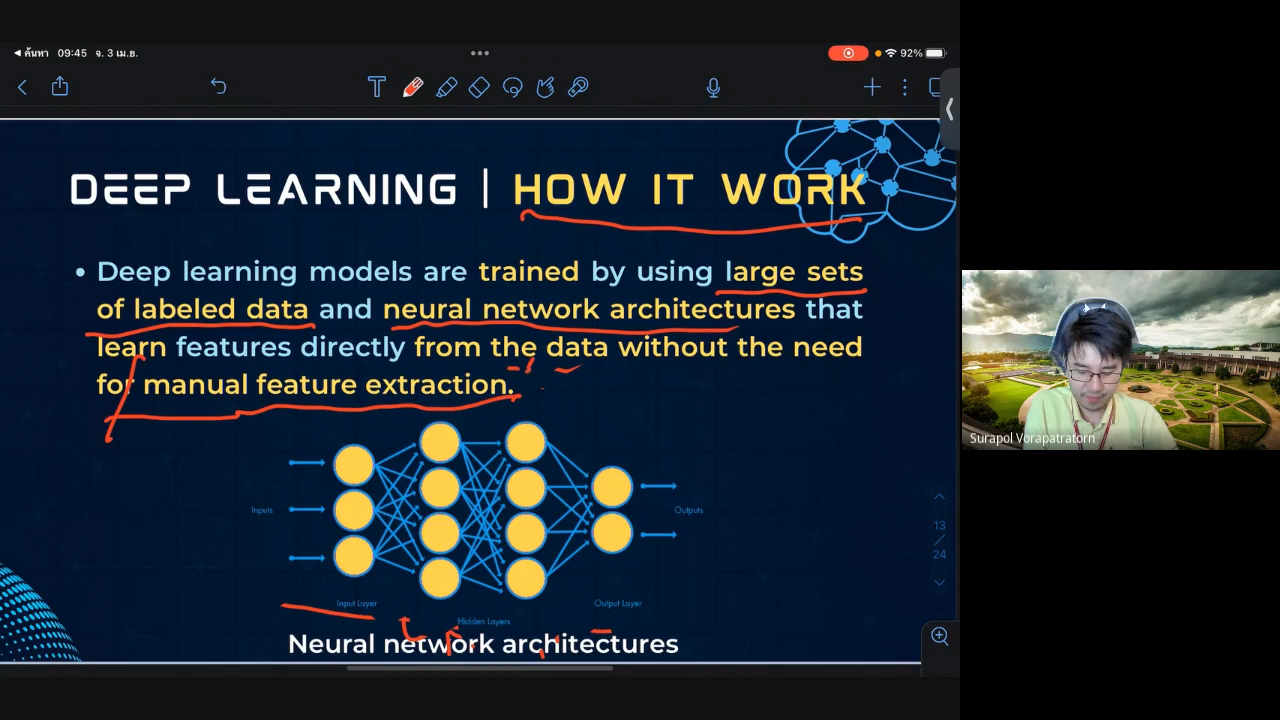 ค้นหา 09:45 จ. 3 เม.ย. 92%
DEEP LEARNING | HOW IT WORK
• Deep learning models are trained by using large sets
of labeled data and neural network architectures that
learn features directly from the data without the need
for manual feature extraction.
Inputs
Outputs
Input Layer
Output Layer
Hidden Layers
Neural network architectures
13
24
Surapol Vorapatratorn